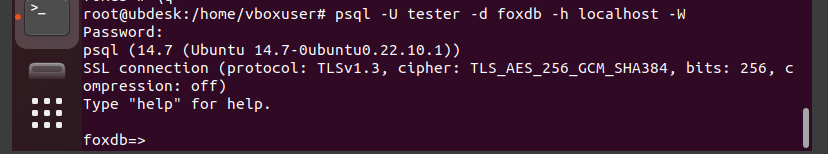 >_
root@ubdesk:/home/vboxuser# psql -U tester -d foxdb -h localhost -W
Password:
psql (14.7 (Ubuntu 14.7-0ubuntu0.22.10.1))
SSL connection (protocol: TLSv1.3, cipher: TLS_AES_256_GCM_SHA384, bits: 256, c
ompression: off)
Type "help" for help.
foxdb=>